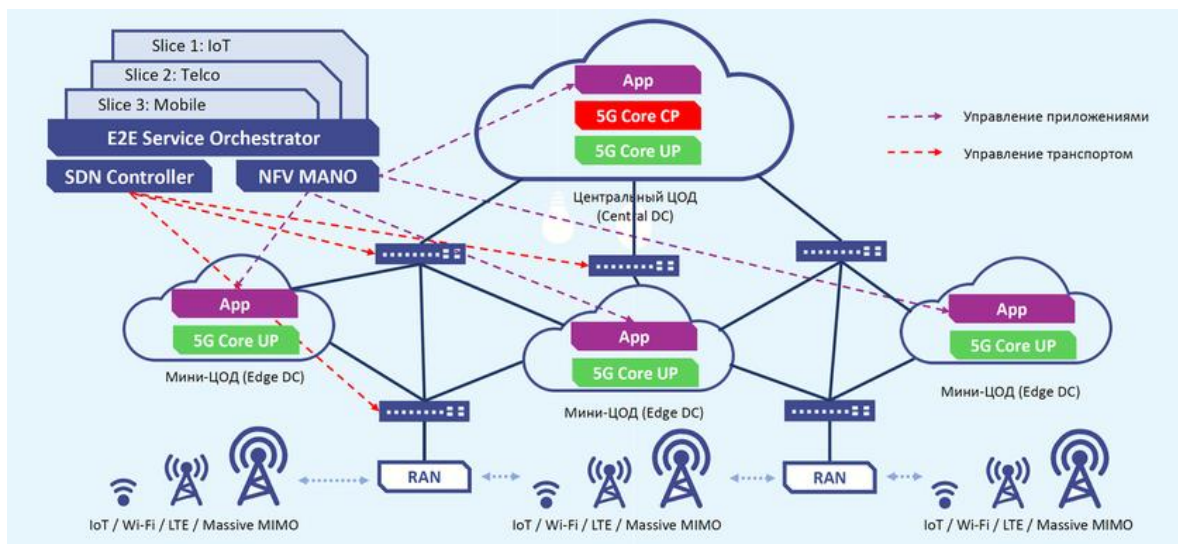 Slice 1: IoT
Slice 2: Telco
Slice 3: Mobile
E2E Service Orchestrator
SDN Controller
NFV MANO
App
5G Core CP
5G Core UP
Центральный ЦОД
(Central DC)
Управление приложениями
Управление транспортом
App
5G Core UP
Мини-ЦОД (Edge DC)
App
5G Core UP
Мини-ЦОД (Edge DC)
App
5G Core UP
Мини-ЦОД (Edge DC)
RAN
RAN
IoT / Wi-Fi / LTE / Massive MIMO
IoT / Wi-Fi / LTE / Massive MIMO
IoT / Wi-Fi / LTE / Massive MIMO